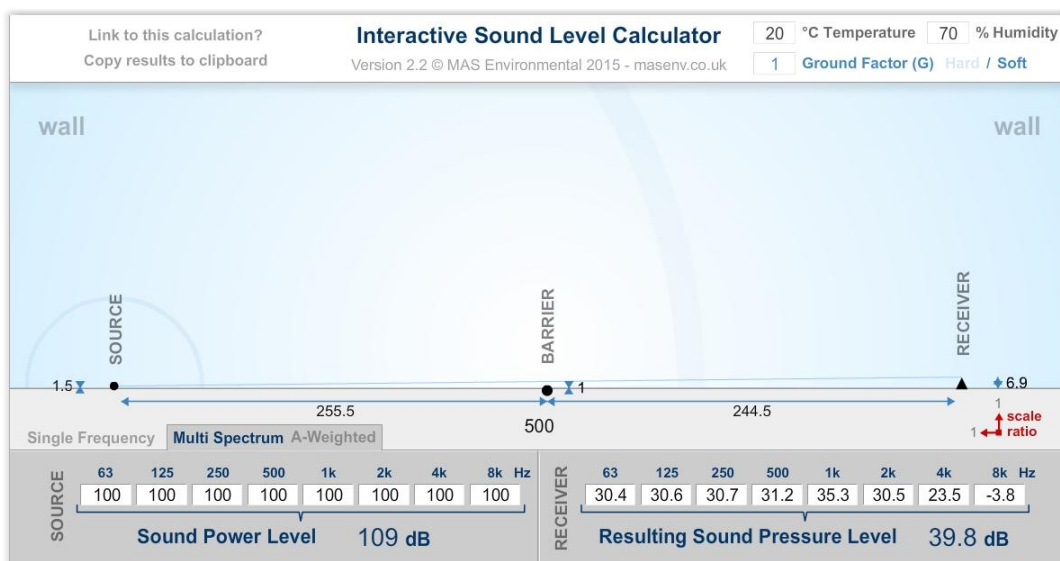 Link to this calculation?
Copy results to clipboard
Interactive Sound Level Calculator
Version 2.2 © MAS Environmental 2015 - masenv.co.uk
20 °C Temperature 70 % Humidity
1 Ground Factor (G) Hard / Soft
wall
wall
SOURCE
BARRIER
RECEIVER
1.5
1
6.9
255.5
500
244.5
1
1
scale
ratio
Single Frequency
Multi Spectrum
A-Weighted
SOURCE
63 125 250 500 1k 2k 4k 8k Hz
100 100 100 100 100 100 100 100
Sound Power Level 109 dB
RECEIVER
63 125 250 500 1k 2k 4k 8k Hz
30.4 30.6 30.7 31.2 35.3 30.5 23.5 -3.8
Resulting Sound Pressure Level 39.8 dB